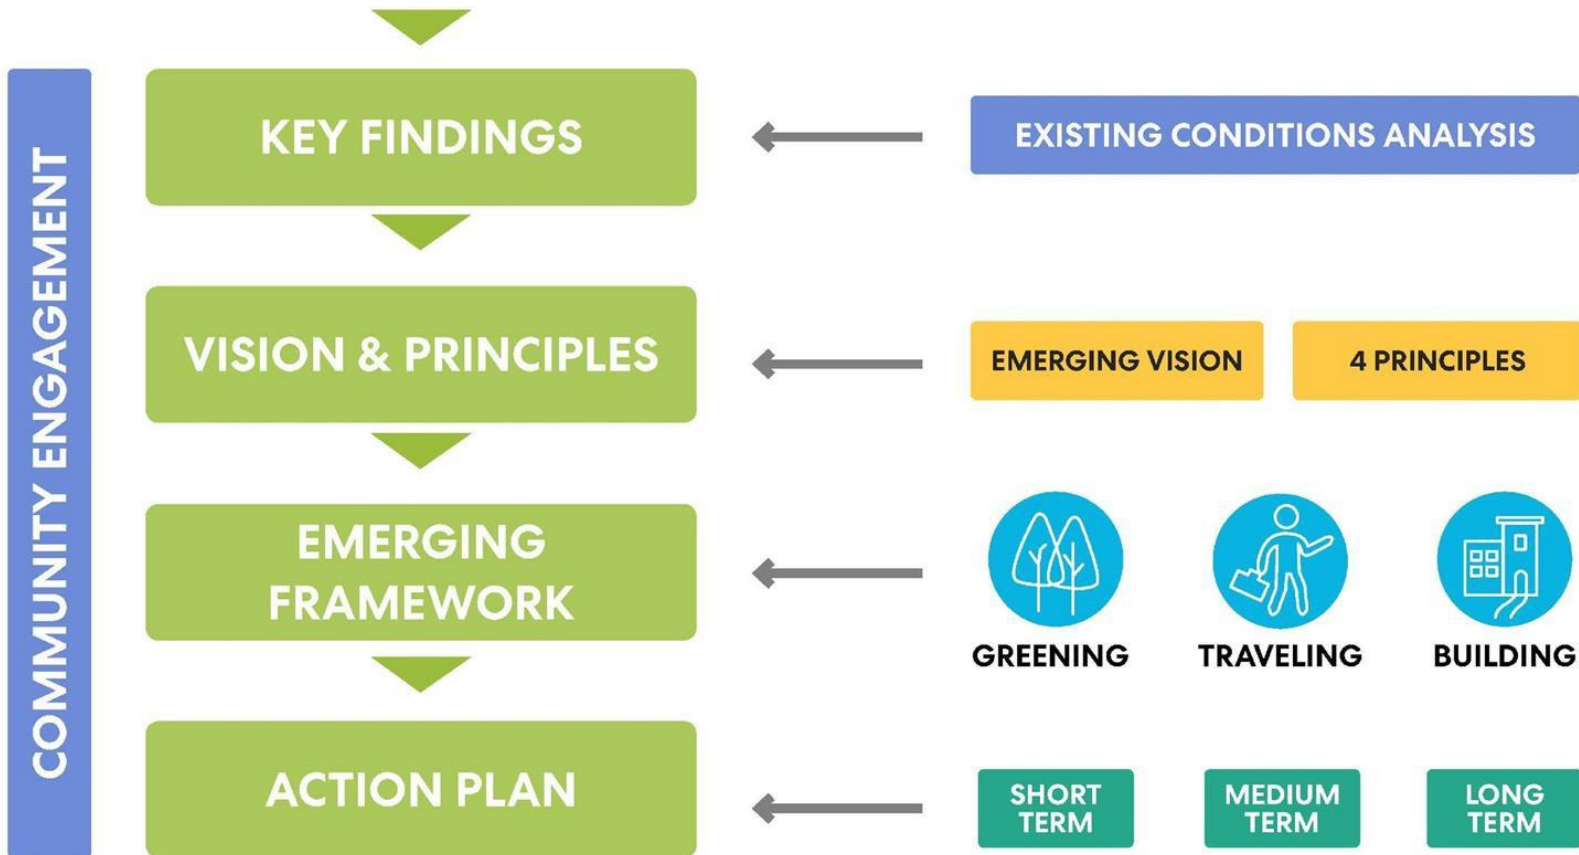 COMMUNITY ENGAGEMENT
KEY FINDINGS
EXISTING CONDITIONS ANALYSIS
VISION & PRINCIPLES
EMERGING VISION
4 PRINCIPLES
EMERGING
FRAMEWORK
GREENING
TRAVELING
BUILDING
ACTION PLAN
SHORT
TERM
MEDIUM
TERM
LONG
TERM